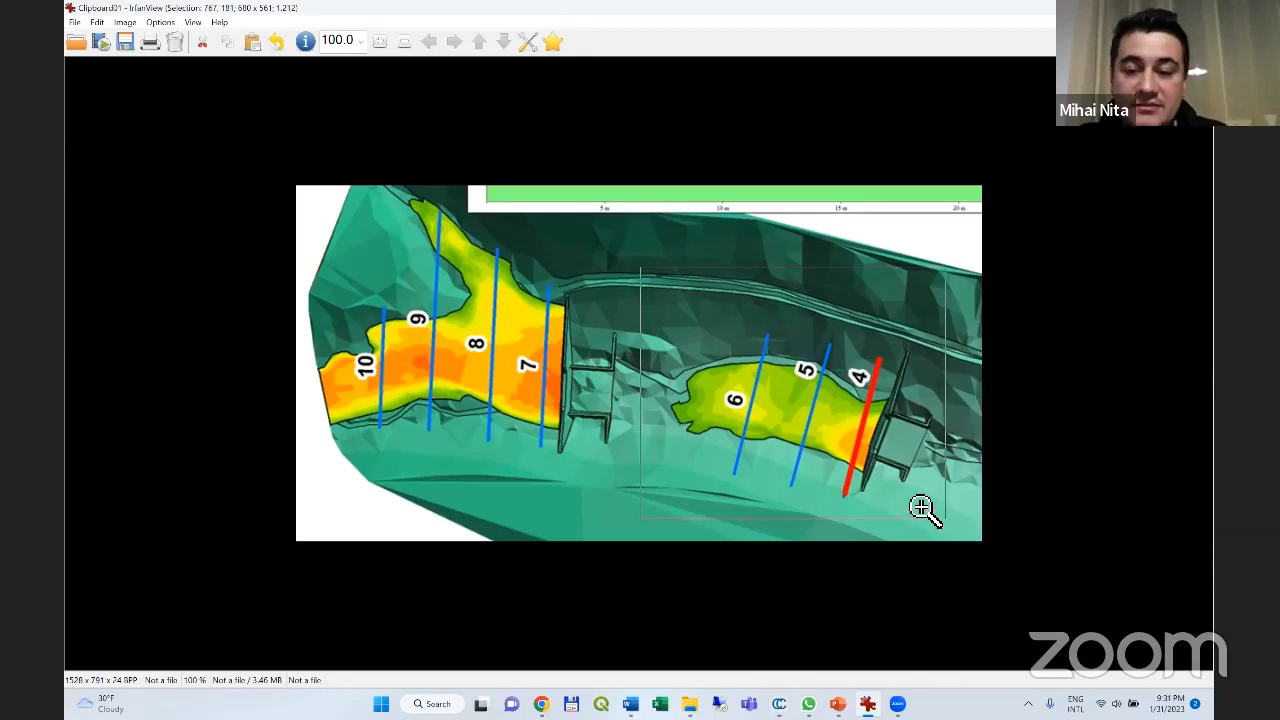 Clipboard01 - IrfanView (Selection: 767, 181; 680 x 561; 1.212)
File Edit Image Options View Help
100.0
Mihai Nita
5 m 10 m 15 m 20 m
10
9
8
7
6
5
4
zoom
1528 x 791 x 24 BPP Not a file 100 % Not a file / 3.46 MB Not a file
30°F
Cloudy
Search
ENG
INTL
9:31 PM
1/31/2023
2